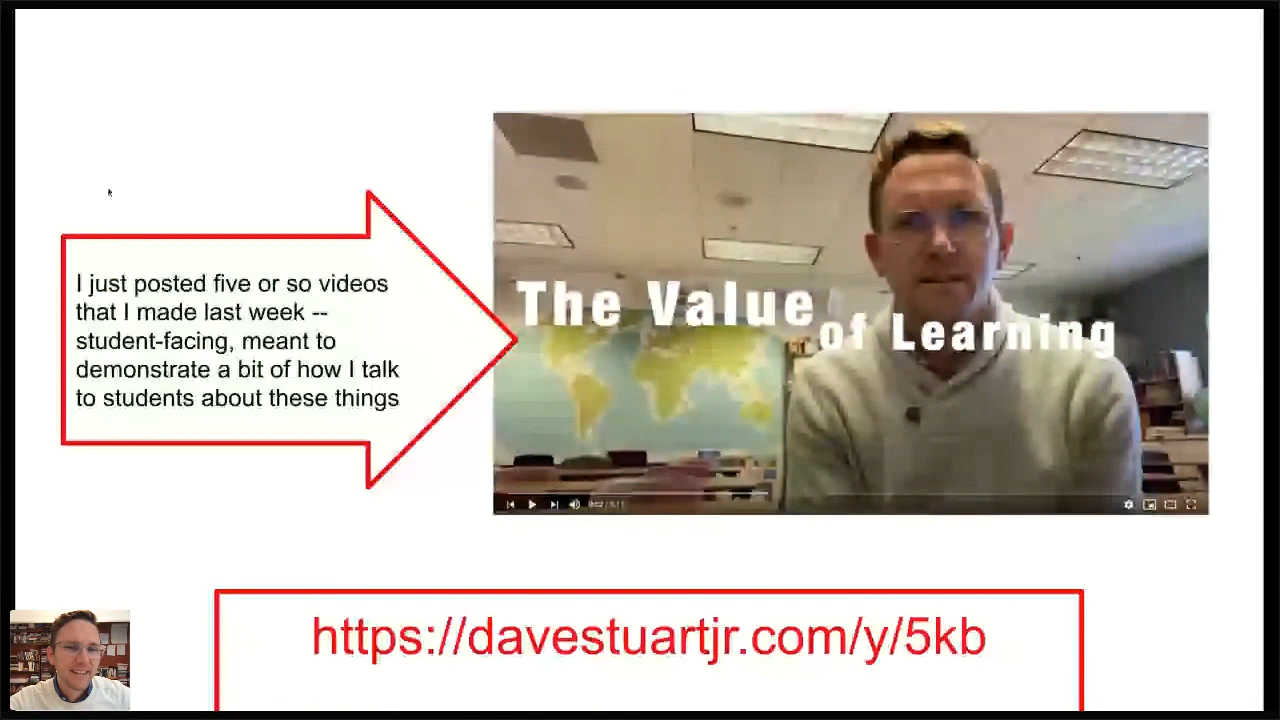 I just posted five or so videos
that I made last week --
student-facing, meant to
demonstrate a bit of how I talk
to students about these things
The Value
of Learning
https://davestuartjr.com/y/5kb